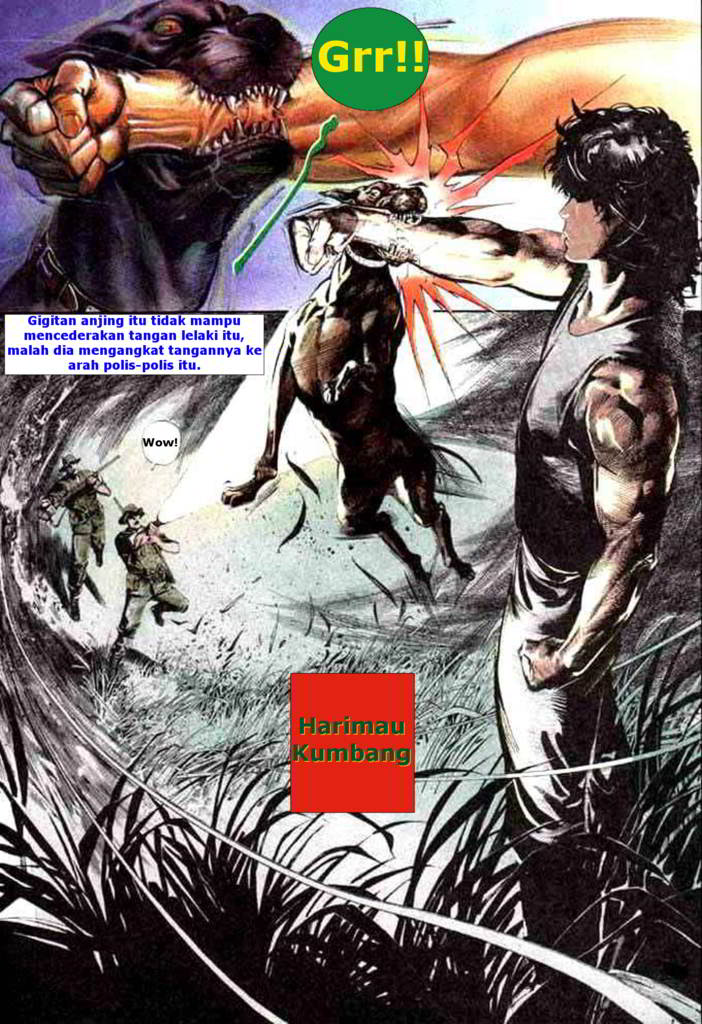 Grr!!
Gigitan anjing itu tidak mampu
mencederakan tangan lelaki itu,
malah dia mengangkat tangannya ke
arah polis-polis itu.
Wow!
Harimau
Kumbang